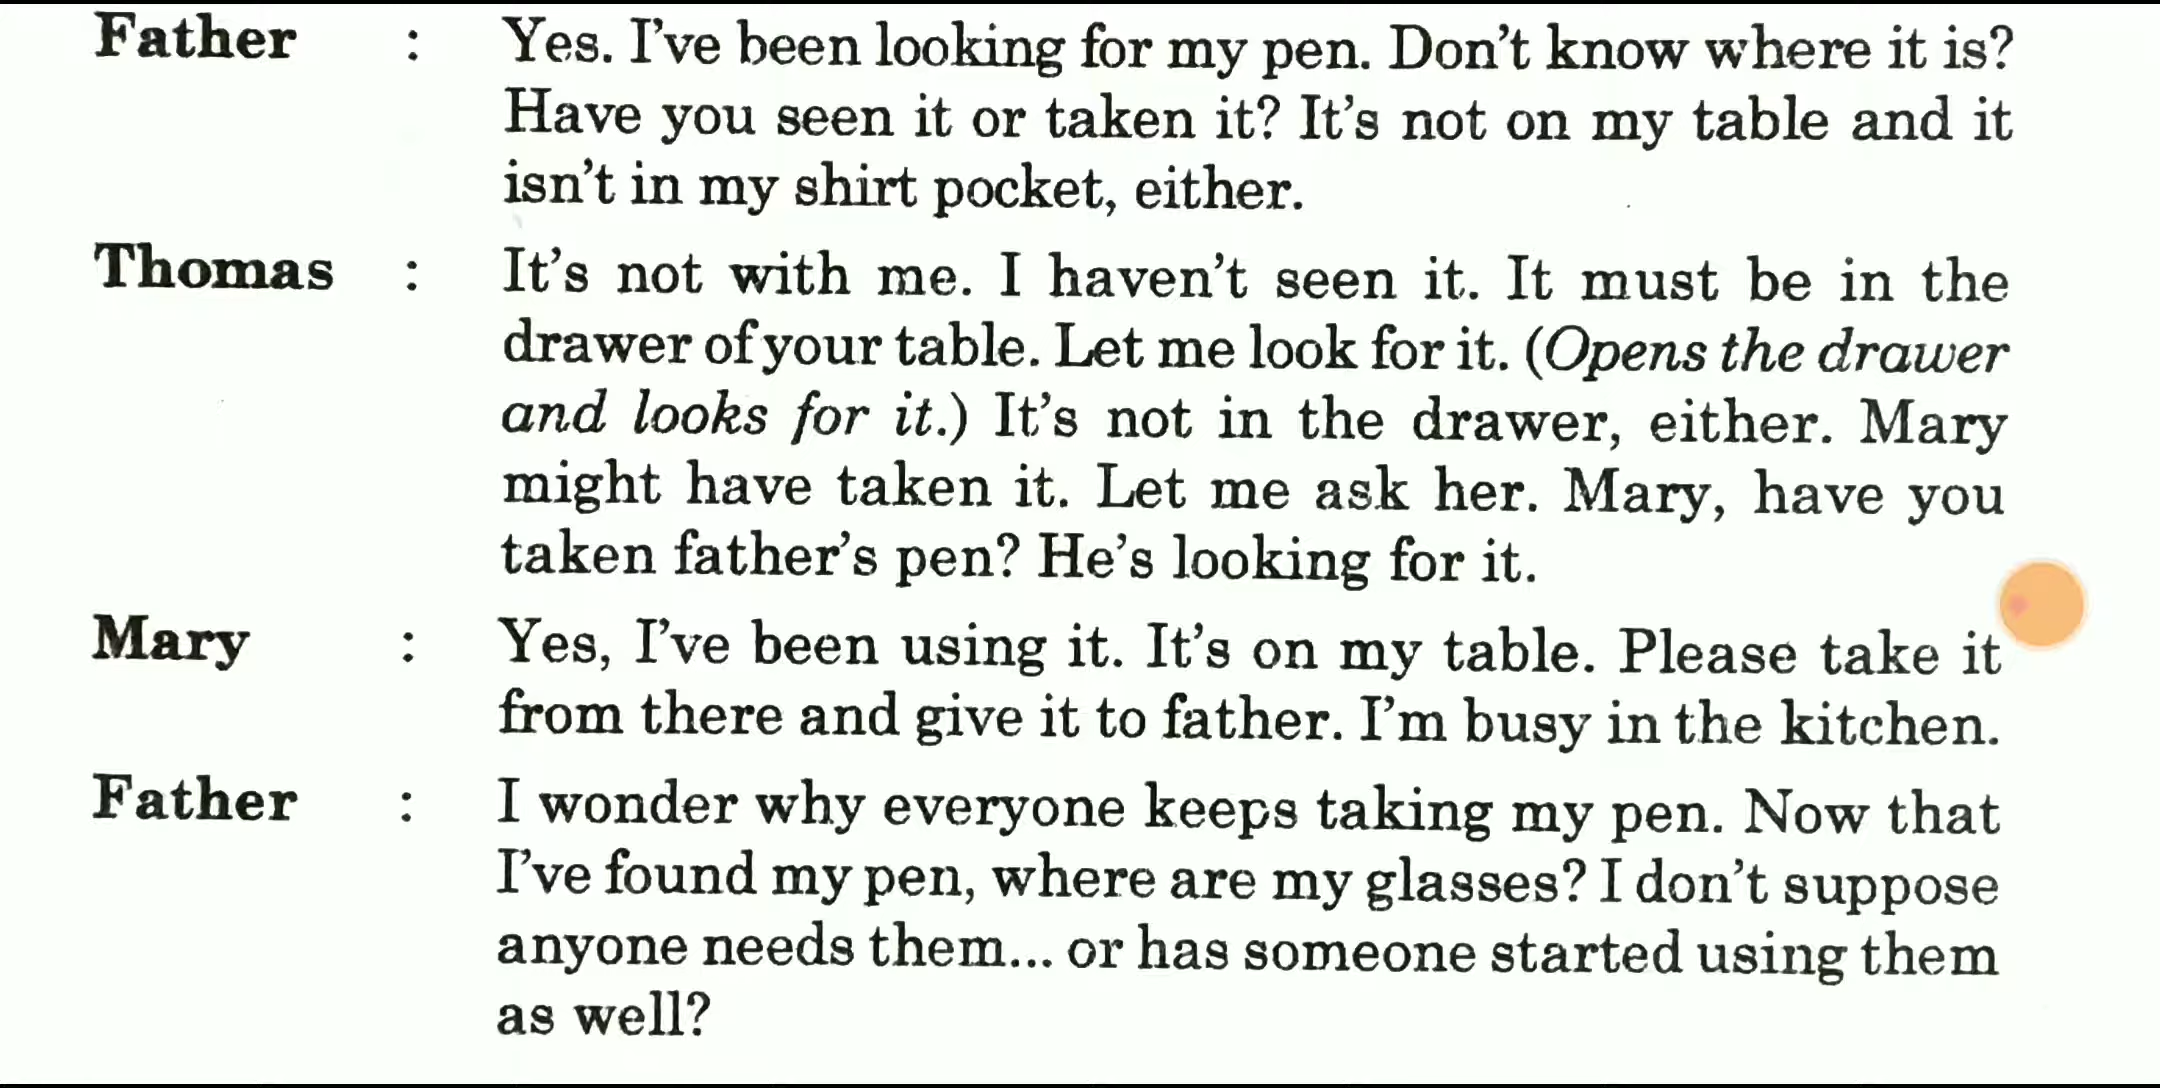 Father : Yes. I've been looking for my pen. Don't know where it is?
Have you seen it or taken it? It's not on my table and it
isn't in my shirt pocket, either.
Thomas : It's not with me. I haven't seen it. It must be in the
drawer of your table. Let me look for it. (Opens the drawer
and looks for it.) It's not in the drawer, either. Mary
might have taken it. Let me ask her. Mary, have you
taken father's pen? He's looking for it.
Mary : Yes, I've been using it. It's on my table. Please take it
from there and give it to father. I'm busy in the kitchen.
Father : I wonder why everyone keeps taking my pen. Now that
I've found my pen, where are my glasses? I don't suppose
anyone needs them... or has someone started using them
as well?